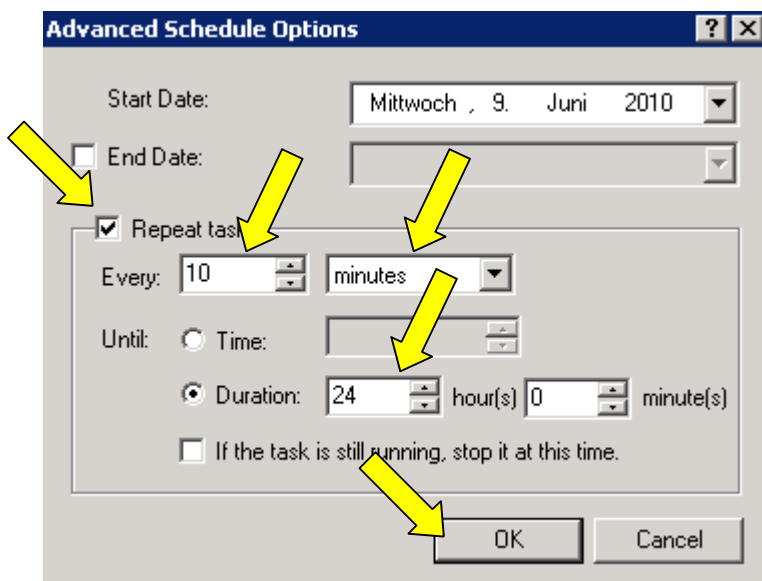 Advanced Schedule Options
Start Date: Mittwoch , 9. Juni 2010
End Date:
Repeat task
Every: 10 minutes
Until: Time:
Duration: 24 hour(s) 0 minute(s)
If the task is still running, stop it at this time.
OK Cancel